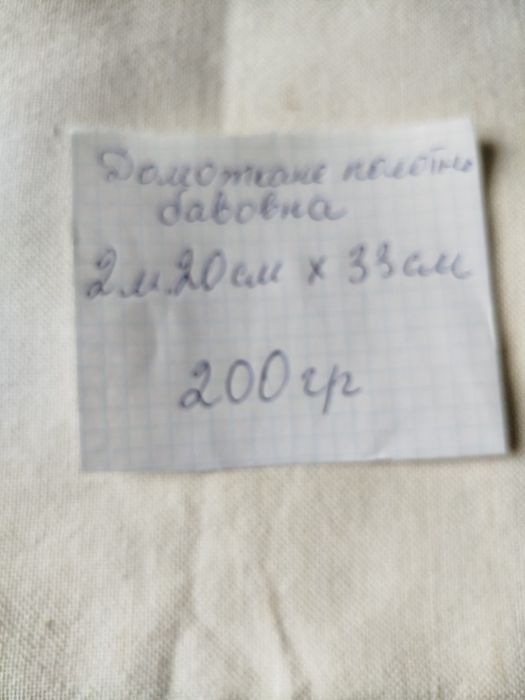 Домоткане полотно
бавовна
2м.20см х 33см
200гр